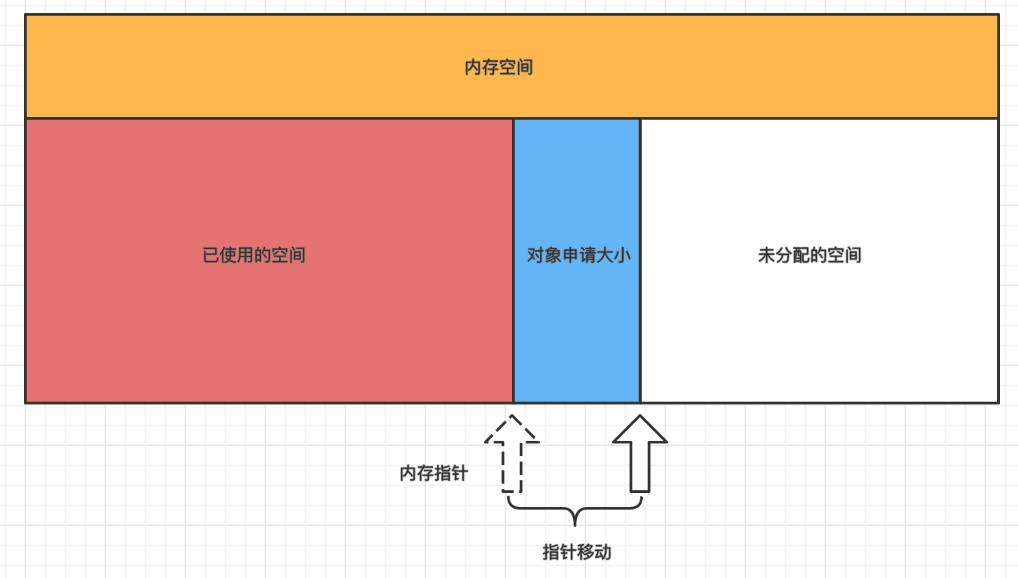 内存空间
已使用的空间
对象申请大小
未分配的空间
内存指针
指针移动